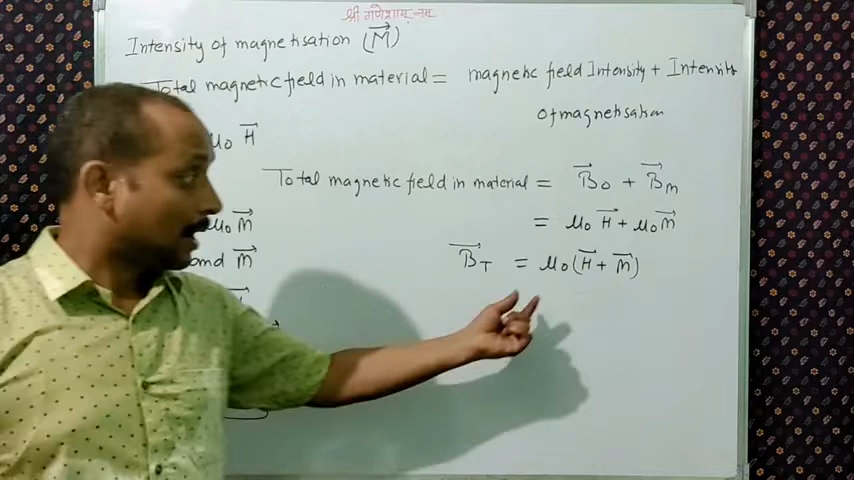 श्री गणेशाय नमः
Intensity of magnetisation (M⃗)
Total magnetic field in material = magnetic field Intensity + Intensity
of magnetisation
μ₀ H⃗
Total magnetic field in material = B⃗₀ + B⃗m
μ₀ M⃗
= μ₀ H⃗ + μ₀ M⃗
and M⃗
B⃗T = μ₀(H⃗ + M⃗)